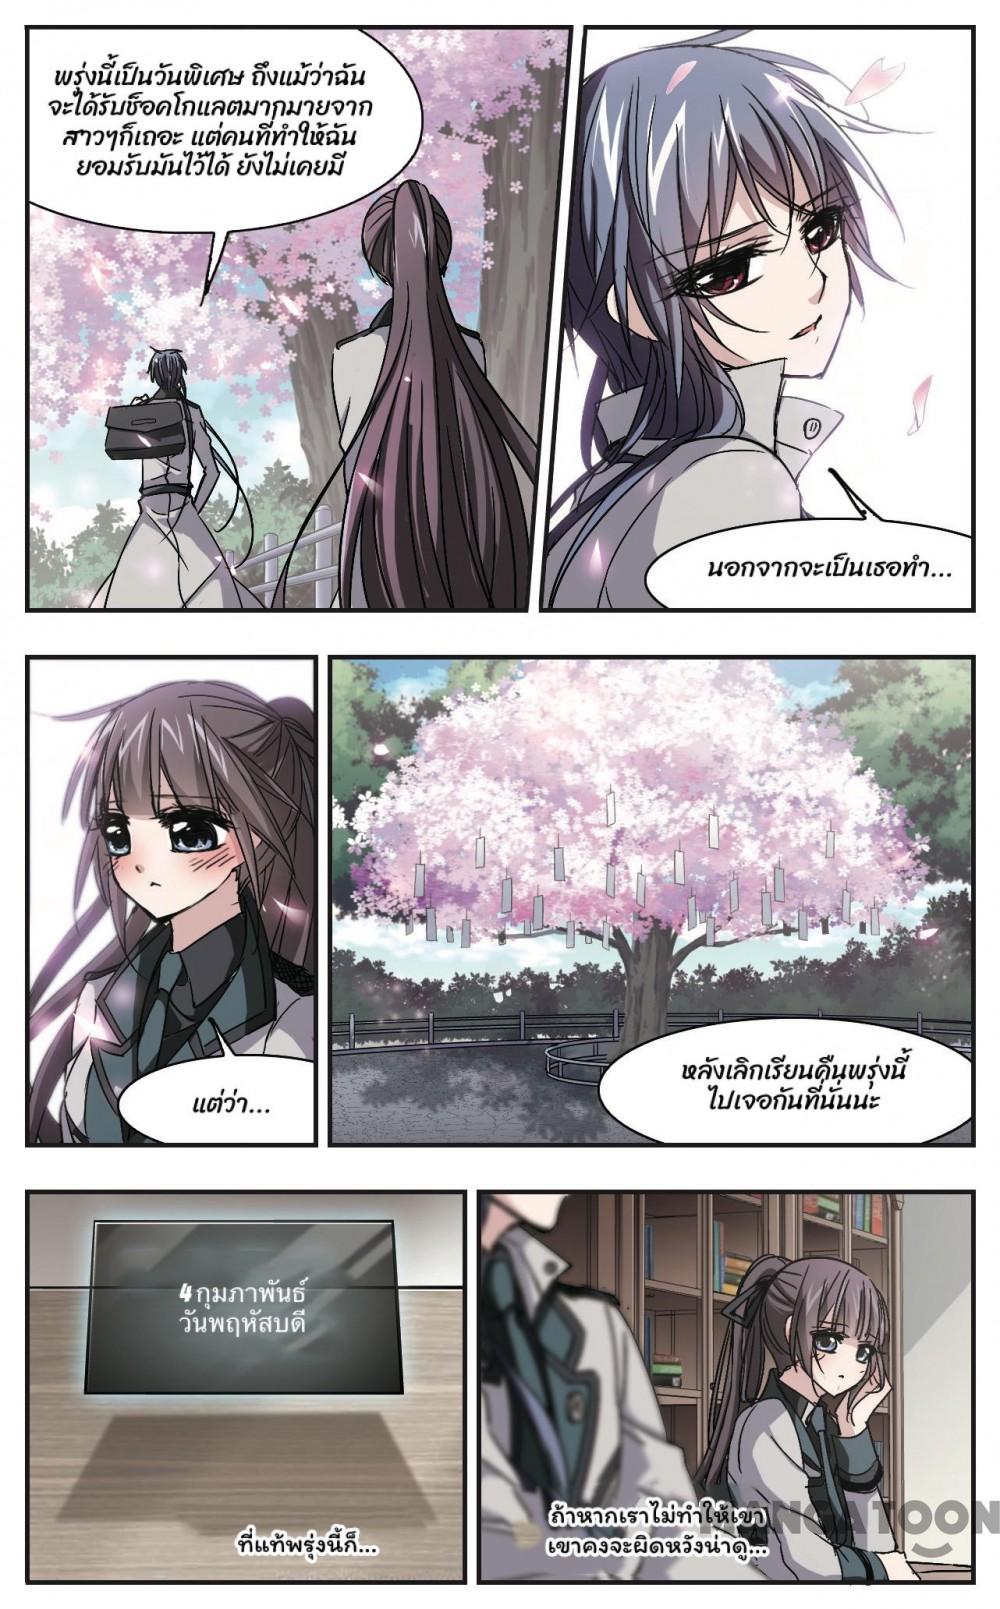 พรุ่งนี้เป็นวันพิเศษ ถึงแม้ว่าฉัน
จะได้รับช็อคโกแลตมากมายจาก
สาวๆก็เถอะ แต่คนที่ทำให้ฉัน
ยอมรับมันไว้ได้ ยังไม่เคยมี
นอกจากจะเป็นเธอทำ...
แต่ว่า...
หลังเลิกเรียนคืนพรุ่งนี้
ไปเจอกันที่นั่นนะ
4 กุมภาพันธ์
วันพฤหัสบดี
ที่แท้พรุ่งนี้ก็...
ถ้าหากเราไม่ทำให้เขา
เขาคงจะผิดหวังน่าดู...
MANGATOON